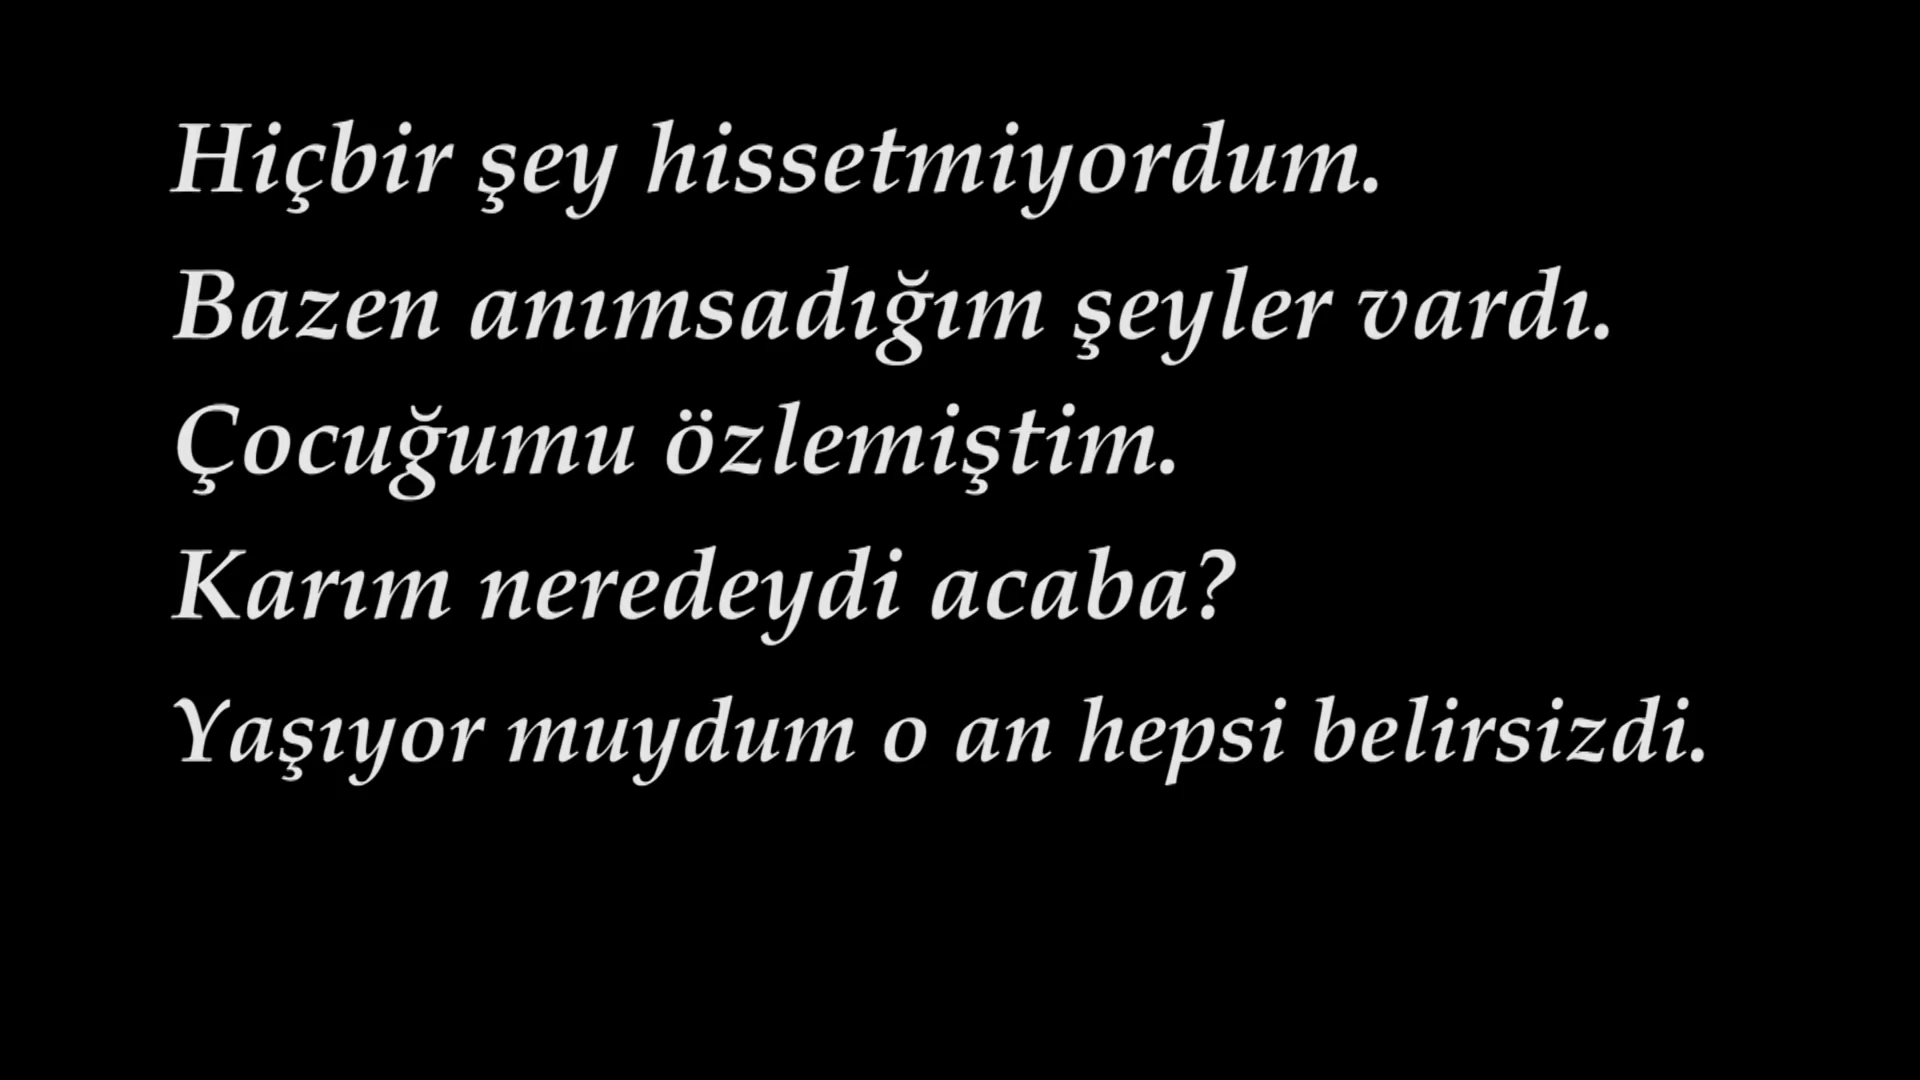 Hiçbir şey hissetmiyordum.
Bazen anımsadığım şeyler vardı.
Çocuğumu özlemiştim.
Karım neredeydi acaba?
Yaşıyor muydum o an hepsi belirsizdi.